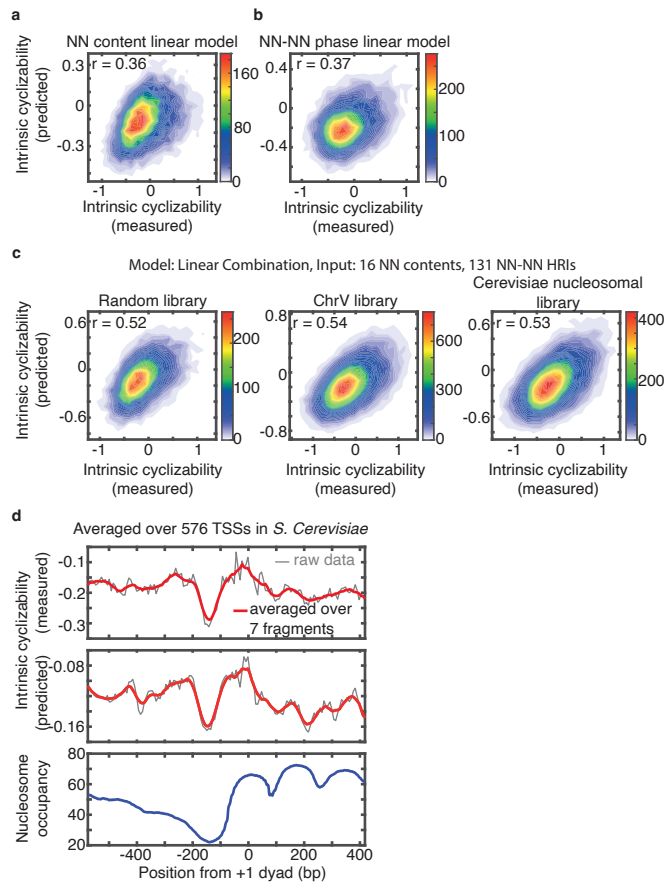 a
NN content linear model
r = 0.36
Intrinsic cyclizability
(predicted)
0.3
0
-0.3
-1
0
1
Intrinsic cyclizability
(measured)
160
80
0
b
NN-NN phase linear model
r = 0.37
0
-0.4
-1
0
1
Intrinsic cyclizability
(measured)
200
100
0
c
Model: Linear Combination, Input: 16 NN contents, 131 NN-NN HRIs
Random library
r = 0.52
Intrinsic cyclizability
(predicted)
0.6
0
-0.6
-1
0
1
Intrinsic cyclizability
(measured)
200
100
0
ChrV library
r = 0.54
0.8
0
-0.8
-1
0
1
Intrinsic cyclizability
(measured)
600
300
0
Cerevisiae nucleosomal
library
r = 0.53
0.6
0
-0.6
-1
0
1
Intrinsic cyclizability
(measured)
400
200
0
d
Averaged over 576 TSSs in S. Cerevisiae
Intrinsic cyclizability
(measured)
-0.1
-0.2
-0.3
raw data
averaged over
7 fragments
Intrinsic cyclizability
(predicted)
-0.08
-0.16
Nucleosome
occupancy
80
60
40
20
-400
-200
0
200
400
Position from +1 dyad (bp)